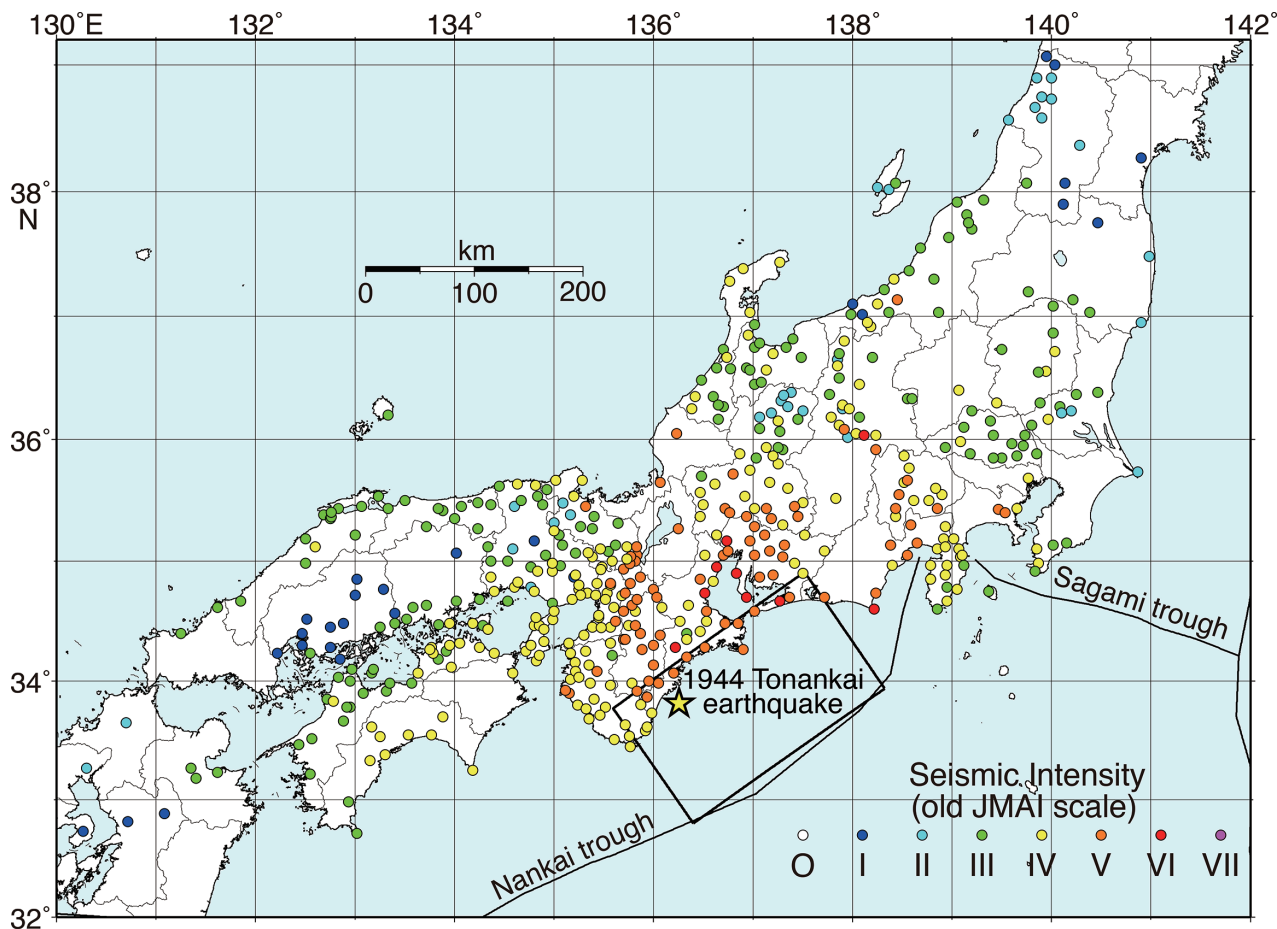 130°E 132° 134° 136° 138° 140° 142°
38°
N
36°
34°
32°
km
0 100 200
Sagami trough
1944 Tonankai
earthquake
Nankai trough
Seismic Intensity
(old JMAI scale)
O I II III IV V VI VII